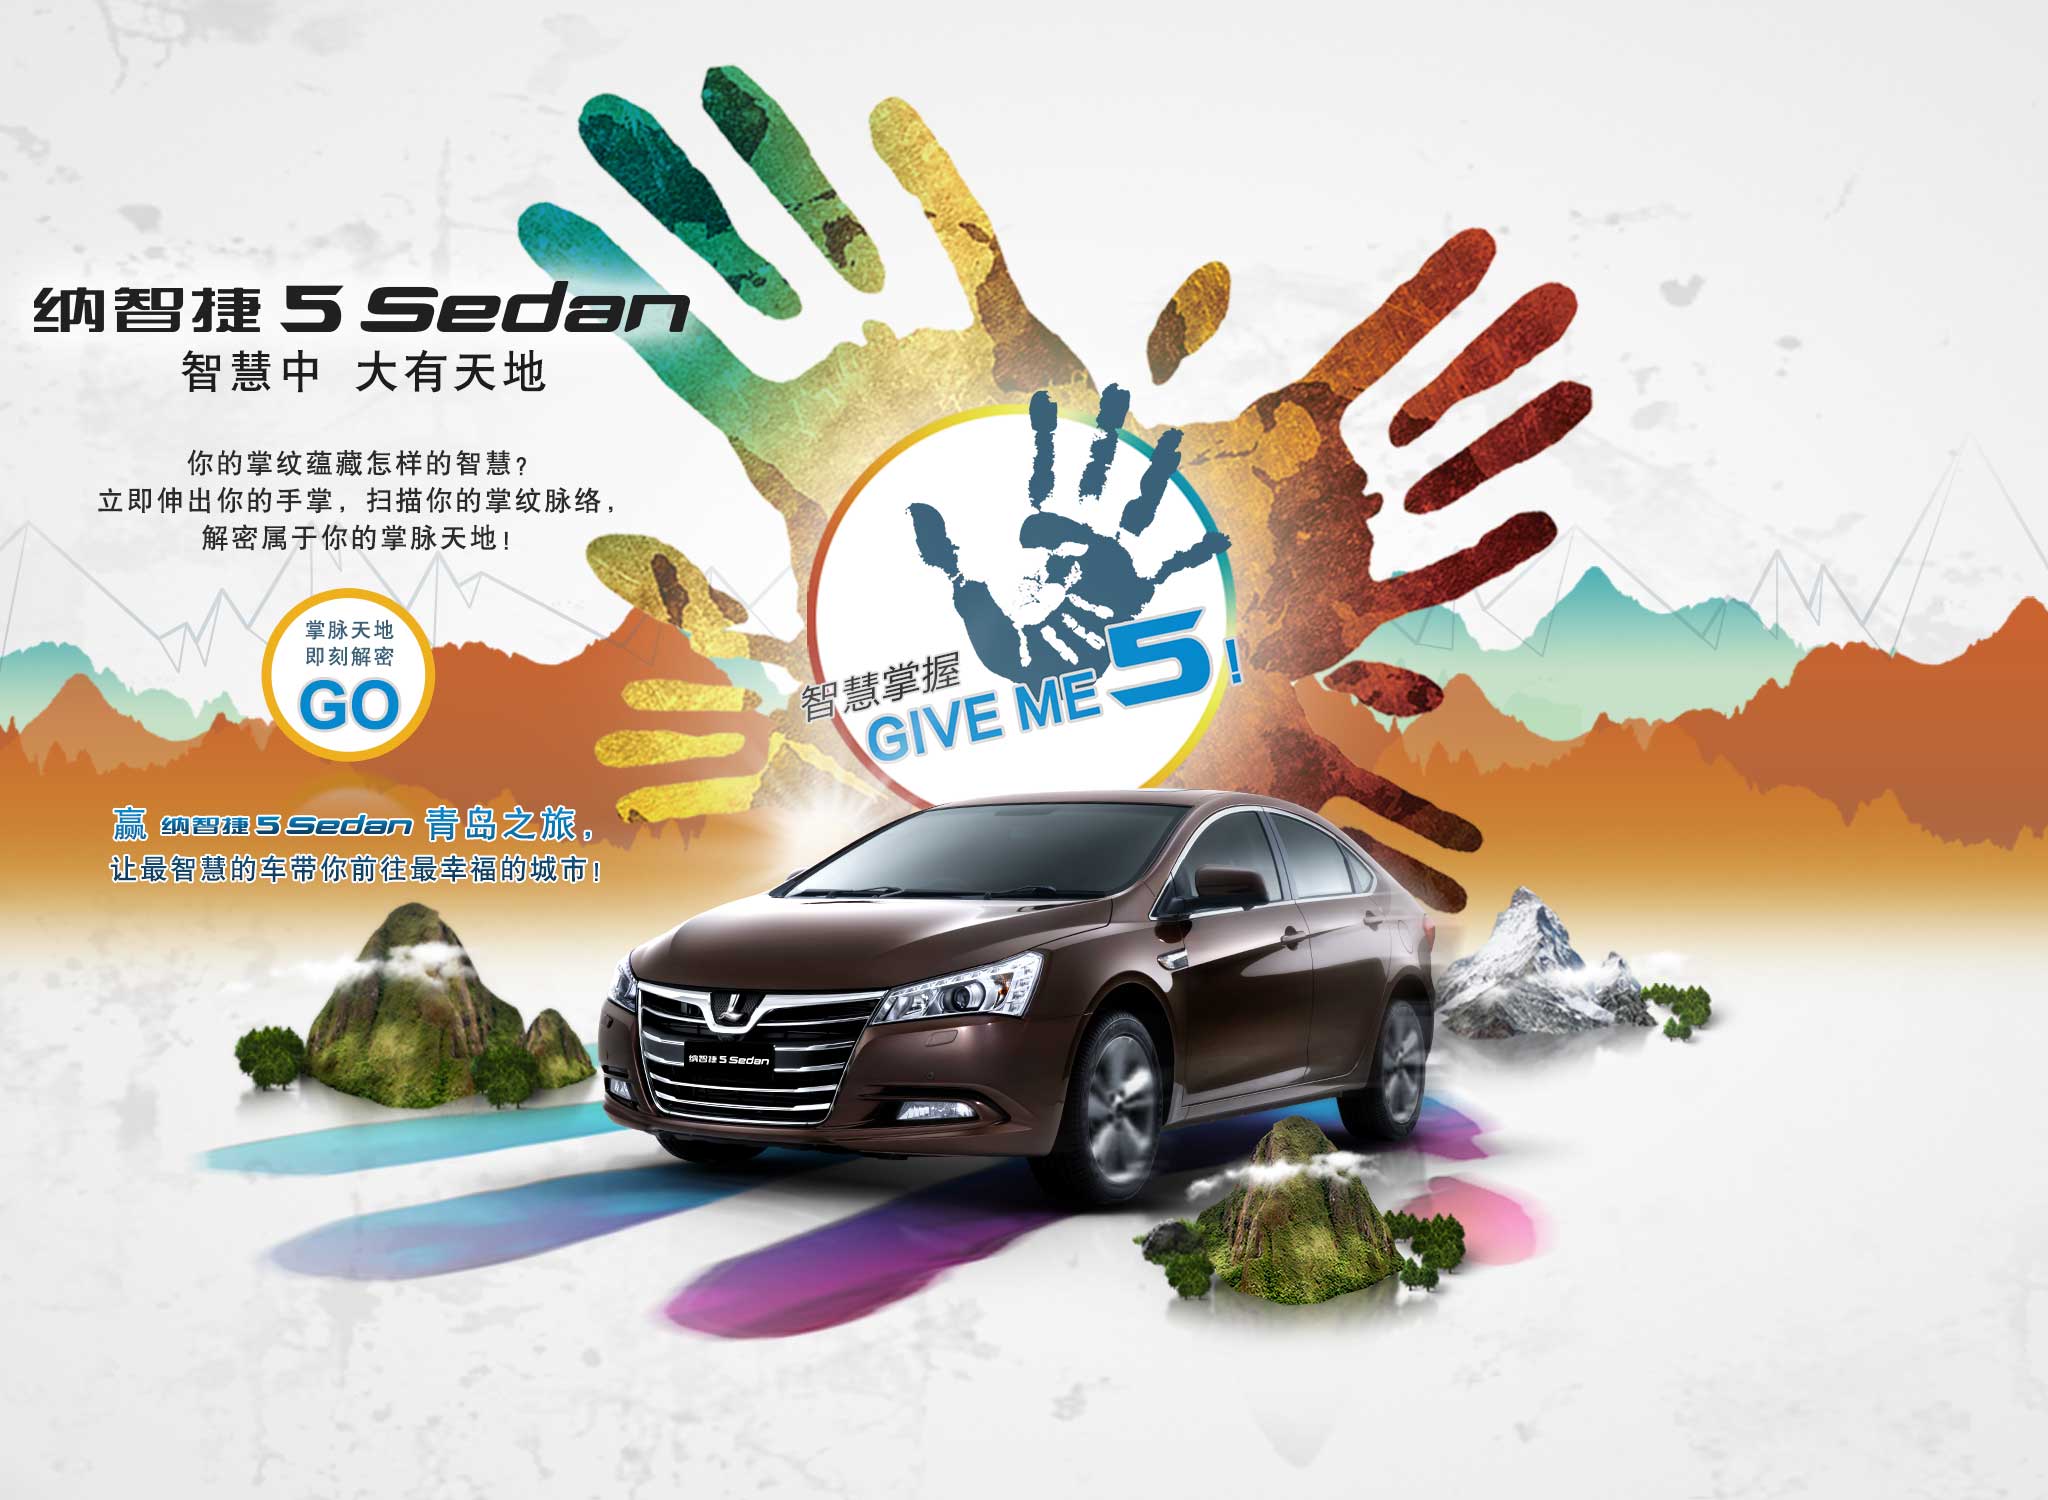 纳智捷 5 Sedan
智慧中 大有天地
你的掌纹蕴藏怎样的智慧？
立即伸出你的手掌，扫描你的掌纹脉络，
解密属于你的掌脉天地！
掌脉天地
即刻解密
GO
赢 纳智捷 5 Sedan 青岛之旅，
让最智慧的车带你前往最幸福的城市！
智慧掌握
GIVE ME 5！
纳智捷 5 Sedan